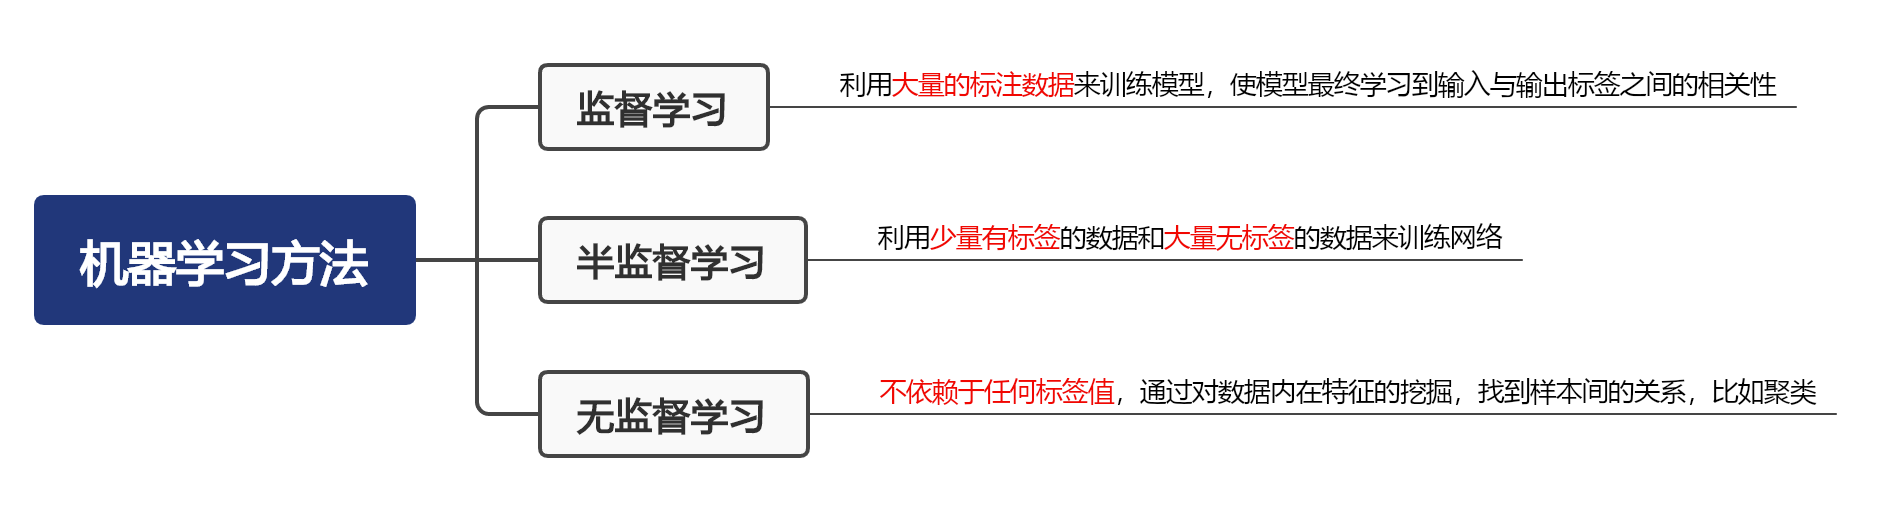 机器学习方法
监督学习
利用大量的标注数据来训练模型，使模型最终学习到输入与输出标签之间的相关性
半监督学习
利用少量有标签的数据和大量无标签的数据来训练网络
无监督学习
不依赖于任何标签值，通过对数据内在特征的挖掘，找到样本间的关系，比如聚类